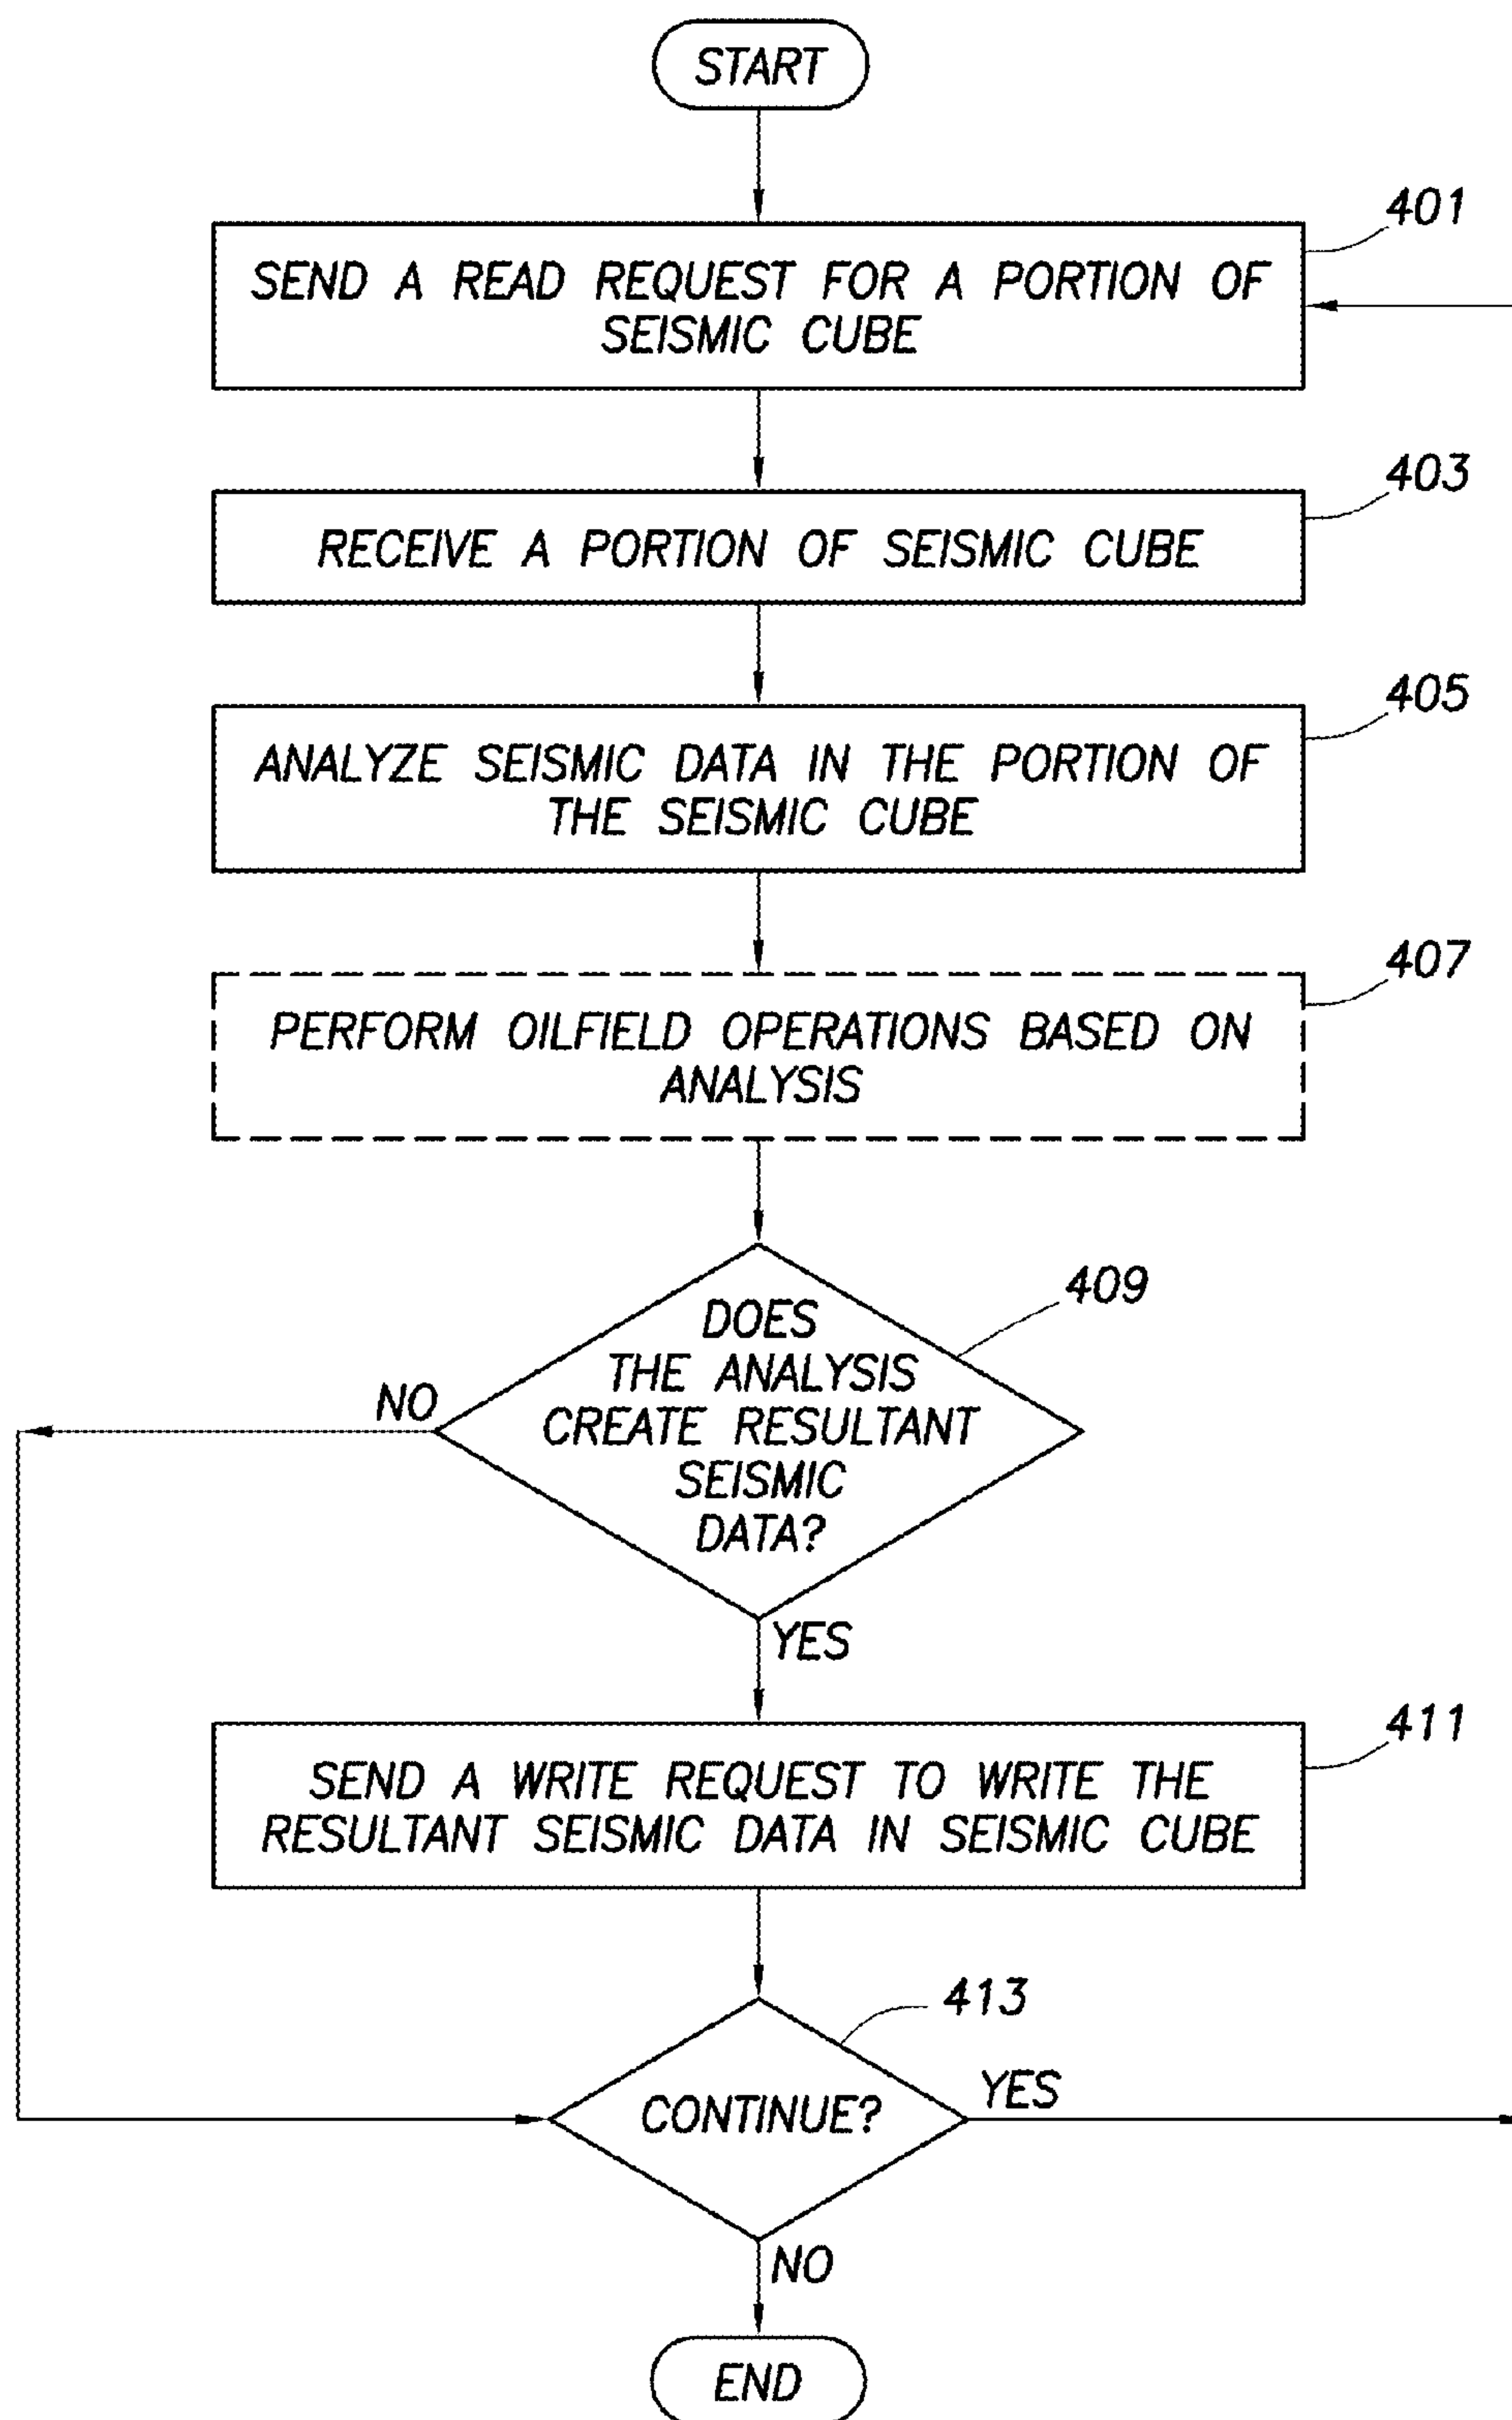 START
401
SEND A READ REQUEST FOR A PORTION OF
SEISMIC CUBE
403
RECEIVE A PORTION OF SEISMIC CUBE
405
ANALYZE SEISMIC DATA IN THE PORTION OF
THE SEISMIC CUBE
407
PERFORM OILFIELD OPERATIONS BASED ON
ANALYSIS
409
DOES
THE ANALYSIS
CREATE RESULTANT
SEISMIC
DATA?
NO
YES
411
SEND A WRITE REQUEST TO WRITE THE
RESULTANT SEISMIC DATA IN SEISMIC CUBE
413
CONTINUE?
YES
NO
END